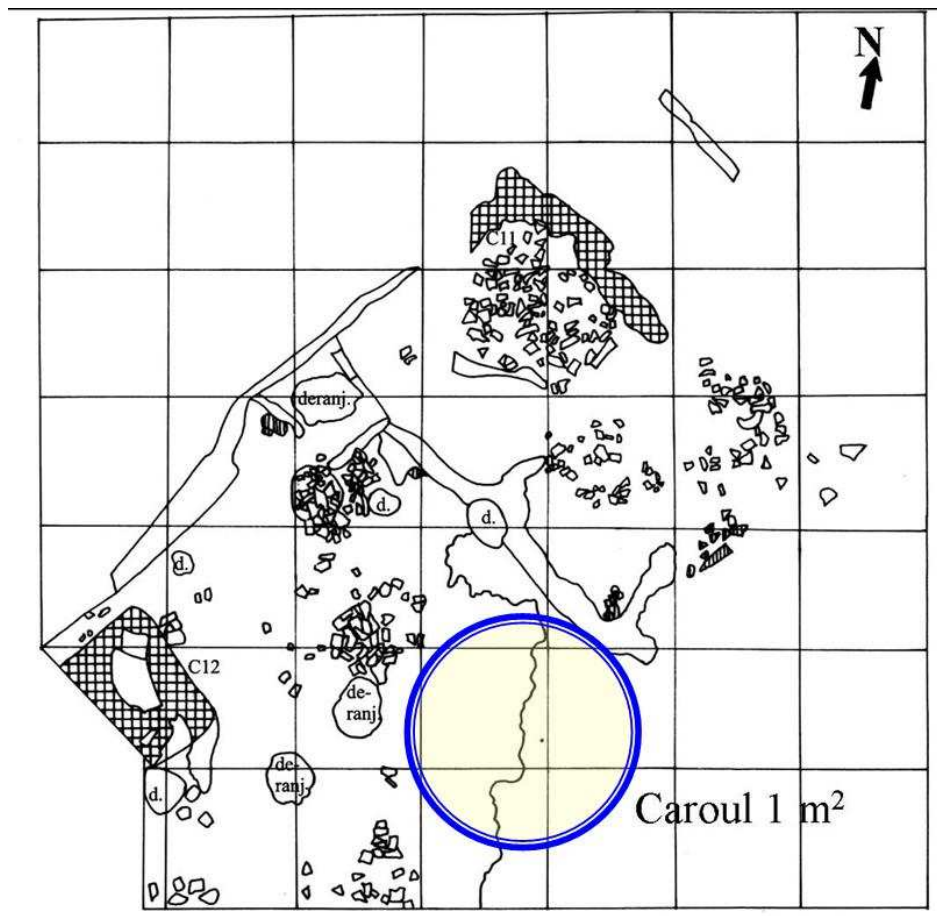 N
C11
deranj.
d.
d.
d.
C12
de-
ranj.
de-
ranj.
d.
Caroul 1 m²